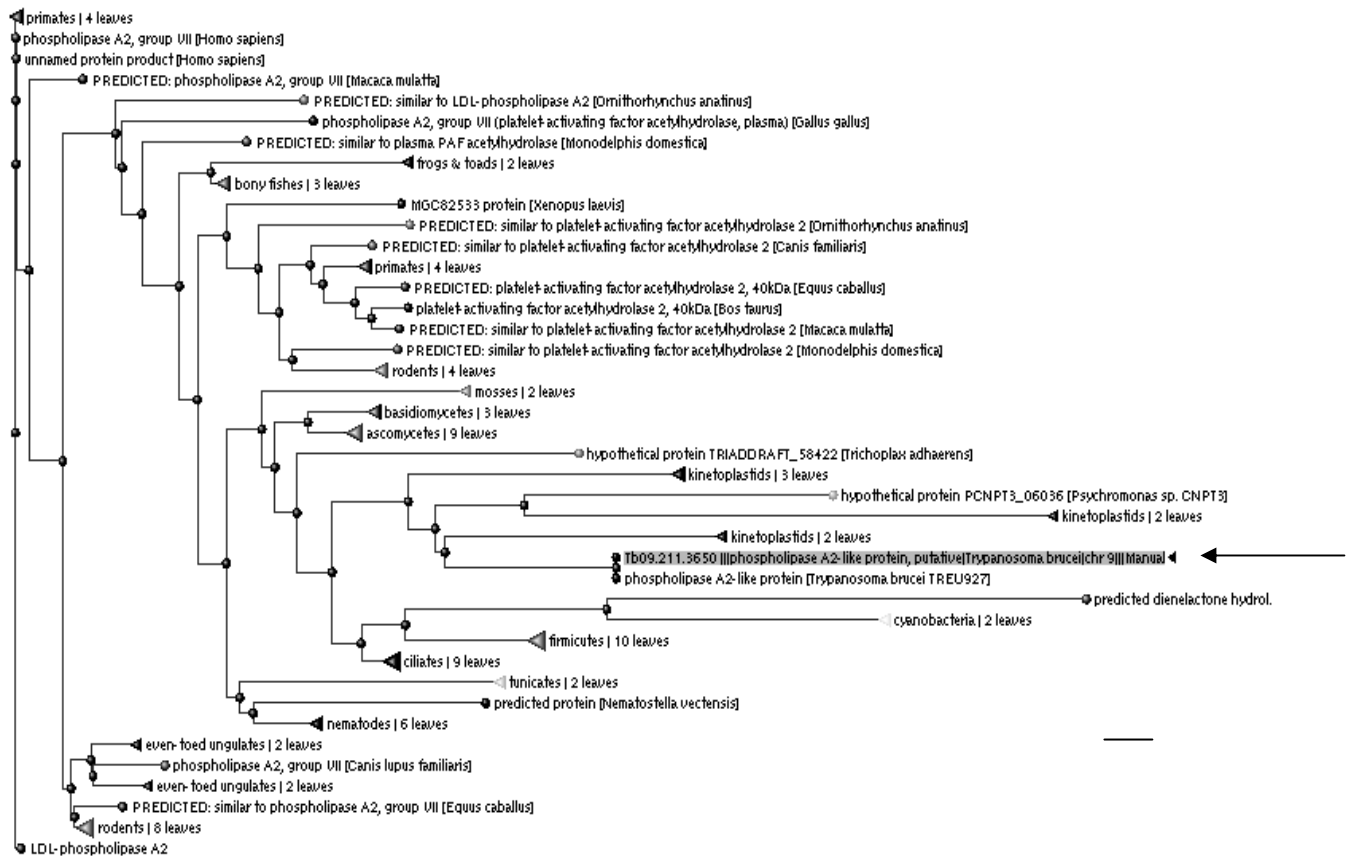 primates | 4 leaves
phospholipase A2, group VII [Homo sapiens]
unnamed protein product [Homo sapiens]
PREDICTED: phospholipase A2, group VII [Macaca mulatta]
PREDICTED: similar to LDL-phospholipase A2 [Ornithorhynchus anatinus]
phospholipase A2, group VII (platelet-activating factor acetylhydrolase, plasma) [Gallus gallus]
PREDICTED: similar to plasma PAF acetylhydrolase [Monodelphis domestica]
frogs & toads | 2 leaves
bony fishes | 3 leaves
MGC82533 protein [Xenopus laevis]
PREDICTED: similar to platelet-activating factor acetylhydrolase 2 [Ornithorhynchus anatinus]
PREDICTED: similar to platelet-activating factor acetylhydrolase 2 [Canis familiaris]
primates | 4 leaves
PREDICTED: platelet-activating factor acetylhydrolase 2, 40kDa [Equus caballus]
platelet-activating factor acetylhydrolase 2, 40kDa [Bos taurus]
PREDICTED: similar to platelet-activating factor acetylhydrolase 2 [Macaca mulatta]
PREDICTED: similar to platelet-activating factor acetylhydrolase 2 [Monodelphis domestica]
rodents | 4 leaves
mosses | 2 leaves
basidiomycetes | 3 leaves
ascomycetes | 9 leaves
hypothetical protein TRIADDRAFT_58422 [Trichoplax adhaerens]
kinetoplastids | 3 leaves
hypothetical protein PCNPT3_06036 [Psychromonas sp. CNPT3]
kinetoplastids | 2 leaves
kinetoplastids | 2 leaves
Tb09.211.3650 |||phospholipase A2-like protein, putative|Trypanosoma brucei|chr 9|||Manual
phospholipase A2-like protein [Trypanosoma brucei TREU927]
predicted dienelactone hydrol.
cyanobacteria | 2 leaves
firmicutes | 10 leaves
ciliates | 9 leaves
tunicates | 2 leaves
predicted protein [Nematostella vectensis]
nematodes | 6 leaves
even-toed ungulates | 2 leaves
phospholipase A2, group VII [Canis lupus familiaris]
even-toed ungulates | 2 leaves
PREDICTED: similar to phospholipase A2, group VII [Equus caballus]
rodents | 8 leaves
LDL-phospholipase A2